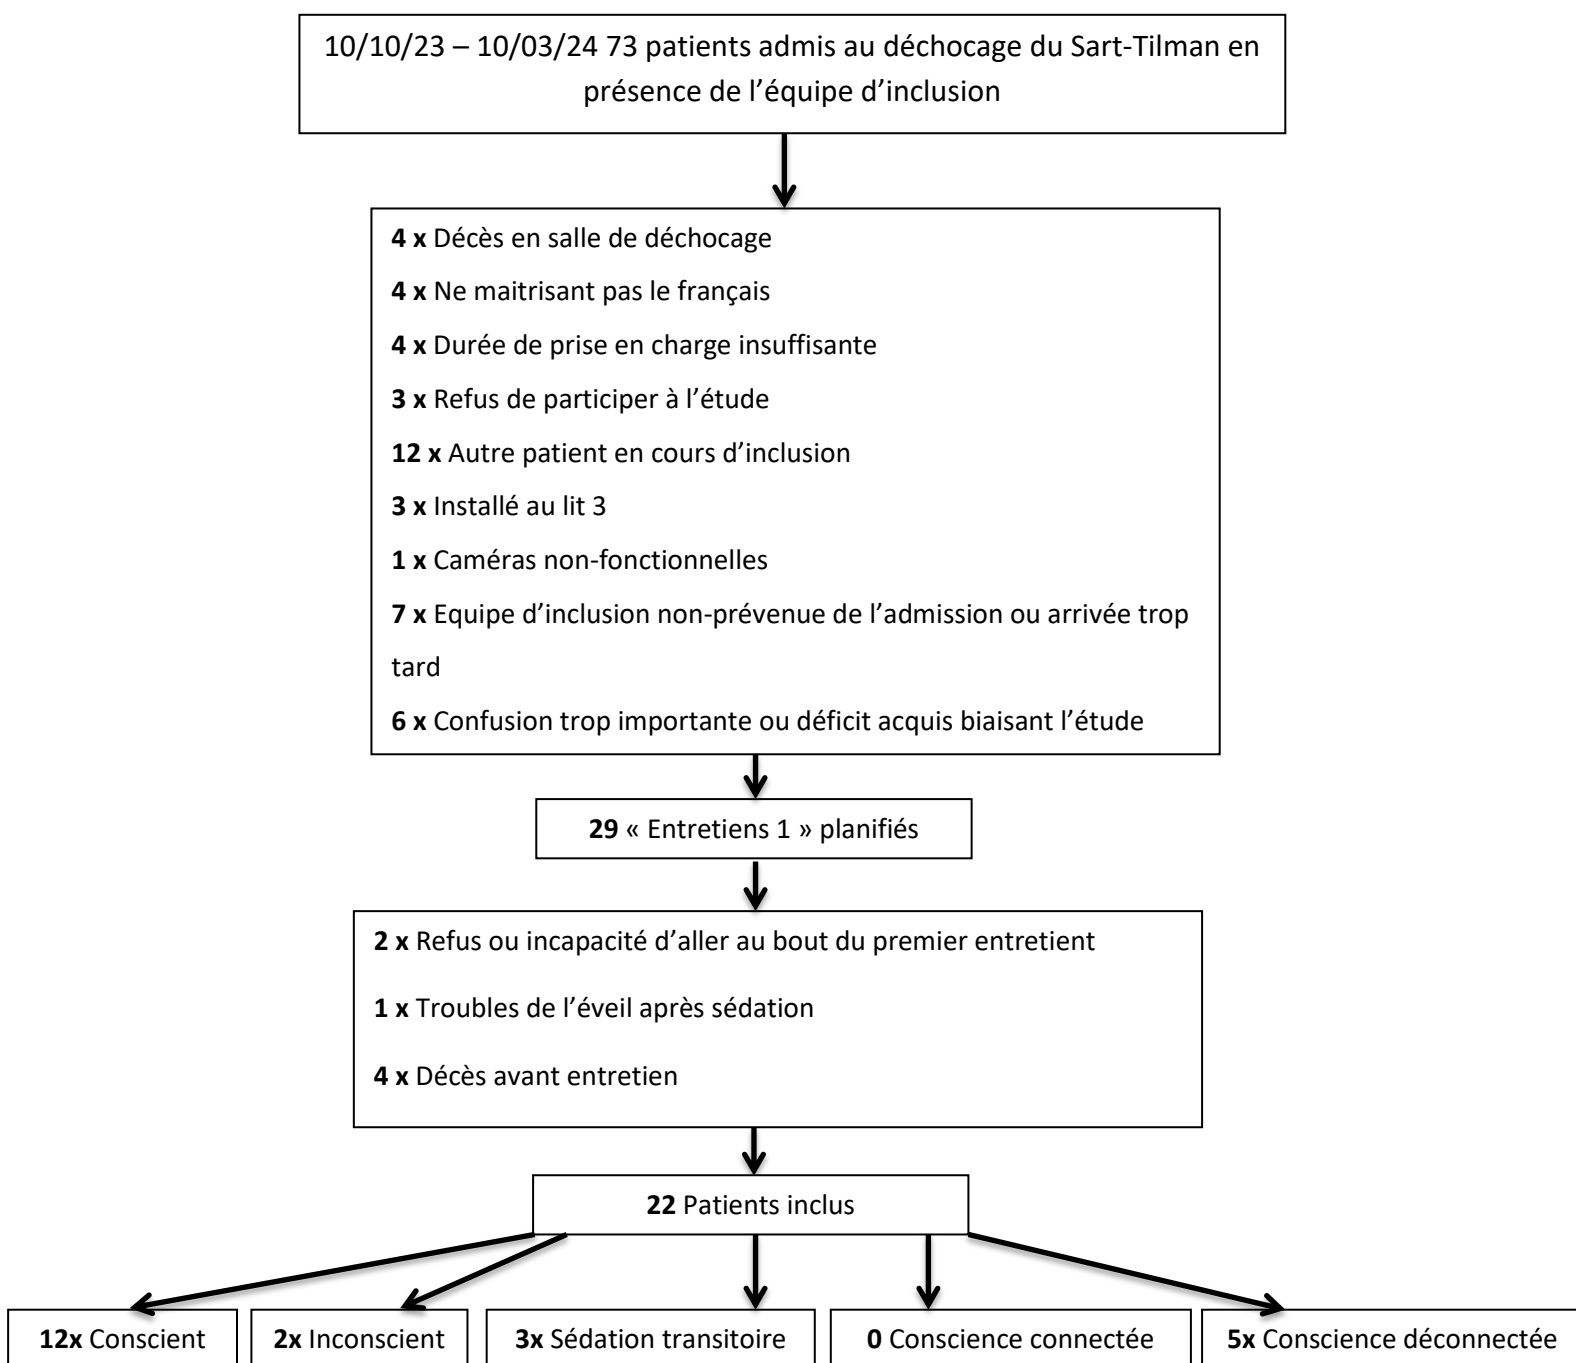 10/10/23 – 10/03/24 73 patients admis au déchocage du Sart-Tilman en
présence de l’équipe d’inclusion
4 x Décès en salle de déchocage
4 x Ne maitrisant pas le français
4 x Durée de prise en charge insuffisante
3 x Refus de participer à l’étude
12 x Autre patient en cours d’inclusion
3 x Installé au lit 3
1 x Caméras non-fonctionnelles
7 x Equipe d’inclusion non-prévenue de l’admission ou arrivée trop
tard
6 x Confusion trop importante ou déficit acquis biaisant l’étude
29 « Entretiens 1 » planifiés
2 x Refus ou incapacité d’aller au bout du premier entretient
1 x Troubles de l’éveil après sédation
4 x Décès avant entretien
22 Patients inclus
12x Conscient
2x Inconscient
3x Sédation transitoire
0 Conscience connectée
5x Conscience déconnectée